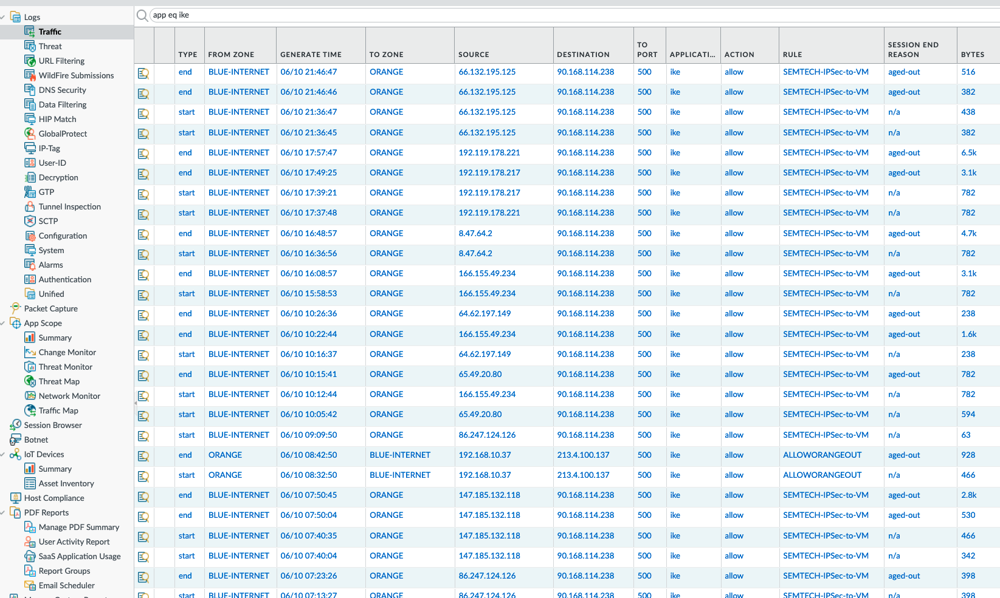 app eq ike
Logs
Traffic
Threat
URL Filtering
WildFire Submissions
DNS Security
Data Filtering
HIP Match
GlobalProtect
IP-Tag
User-ID
Decryption
GTP
Tunnel Inspection
SCTP
Configuration
System
Alarms
Authentication
Unified
Packet Capture
App Scope
Summary
Change Monitor
Threat Monitor
Threat Map
Network Monitor
Traffic Map
Session Browser
Botnet
IoT Devices
Summary
Asset Inventory
Host Compliance
PDF Reports
Manage PDF Summary
User Activity Report
SaaS Application Usage
Report Groups
Email Scheduler
TYPE FROM ZONE GENERATE TIME TO ZONE SOURCE DESTINATION TO PORT APPLICATI... ACTION RULE SESSION END REASON BYTES
end BLUE-INTERNET 06/10 21:46:47 ORANGE 66.132.195.125 90.168.114.238 500 ike allow SEMTECH-IPSec-to-VM aged-out 516
end BLUE-INTERNET 06/10 21:46:46 ORANGE 66.132.195.125 90.168.114.238 500 ike allow SEMTECH-IPSec-to-VM aged-out 382
start BLUE-INTERNET 06/10 21:36:47 ORANGE 66.132.195.125 90.168.114.238 500 ike allow SEMTECH-IPSec-to-VM n/a 438
start BLUE-INTERNET 06/10 21:36:45 ORANGE 66.132.195.125 90.168.114.238 500 ike allow SEMTECH-IPSec-to-VM n/a 382
end BLUE-INTERNET 06/10 17:57:47 ORANGE 192.119.178.221 90.168.114.238 500 ike allow SEMTECH-IPSec-to-VM aged-out 6.5k
end BLUE-INTERNET 06/10 17:49:25 ORANGE 192.119.178.217 90.168.114.238 500 ike allow SEMTECH-IPSec-to-VM aged-out 3.1k
start BLUE-INTERNET 06/10 17:39:21 ORANGE 192.119.178.217 90.168.114.238 500 ike allow SEMTECH-IPSec-to-VM n/a 782
start BLUE-INTERNET 06/10 17:37:48 ORANGE 192.119.178.221 90.168.114.238 500 ike allow SEMTECH-IPSec-to-VM n/a 782
end BLUE-INTERNET 06/10 16:48:57 ORANGE 8.47.64.2 90.168.114.238 500 ike allow SEMTECH-IPSec-to-VM aged-out 4.7k
start BLUE-INTERNET 06/10 16:36:56 ORANGE 8.47.64.2 90.168.114.238 500 ike allow SEMTECH-IPSec-to-VM n/a 782
end BLUE-INTERNET 06/10 16:08:57 ORANGE 166.155.49.234 90.168.114.238 500 ike allow SEMTECH-IPSec-to-VM aged-out 3.1k
start BLUE-INTERNET 06/10 15:58:53 ORANGE 166.155.49.234 90.168.114.238 500 ike allow SEMTECH-IPSec-to-VM n/a 782
end BLUE-INTERNET 06/10 10:26:36 ORANGE 64.62.197.149 90.168.114.238 500 ike allow SEMTECH-IPSec-to-VM aged-out 238
end BLUE-INTERNET 06/10 10:22:44 ORANGE 166.155.49.234 90.168.114.238 500 ike allow SEMTECH-IPSec-to-VM aged-out 1.6k
start BLUE-INTERNET 06/10 10:16:37 ORANGE 64.62.197.149 90.168.114.238 500 ike allow SEMTECH-IPSec-to-VM n/a 238
end BLUE-INTERNET 06/10 10:15:41 ORANGE 65.49.20.80 90.168.114.238 500 ike allow SEMTECH-IPSec-to-VM aged-out 782
start BLUE-INTERNET 06/10 10:12:44 ORANGE 166.155.49.234 90.168.114.238 500 ike allow SEMTECH-IPSec-to-VM n/a 782
start BLUE-INTERNET 06/10 10:05:42 ORANGE 65.49.20.80 90.168.114.238 500 ike allow SEMTECH-IPSec-to-VM n/a 594
start BLUE-INTERNET 06/10 09:09:50 ORANGE 86.247.124.126 90.168.114.238 500 ike allow SEMTECH-IPSec-to-VM n/a 63
end ORANGE 06/10 08:42:50 BLUE-INTERNET 192.168.10.37 213.4.100.137 500 ike allow ALLOWORANGEOUT aged-out 928
start ORANGE 06/10 08:32:50 BLUE-INTERNET 192.168.10.37 213.4.100.137 500 ike allow ALLOWORANGEOUT n/a 466
end BLUE-INTERNET 06/10 07:50:45 ORANGE 147.185.132.118 90.168.114.238 500 ike allow SEMTECH-IPSec-to-VM aged-out 2.8k
end BLUE-INTERNET 06/10 07:50:04 ORANGE 147.185.132.118 90.168.114.238 500 ike allow SEMTECH-IPSec-to-VM aged-out 530
start BLUE-INTERNET 06/10 07:40:35 ORANGE 147.185.132.118 90.168.114.238 500 ike allow SEMTECH-IPSec-to-VM n/a 466
start BLUE-INTERNET 06/10 07:40:04 ORANGE 147.185.132.118 90.168.114.238 500 ike allow SEMTECH-IPSec-to-VM n/a 342
end BLUE-INTERNET 06/10 07:23:26 ORANGE 86.247.124.126 90.168.114.238 500 ike allow SEMTECH-IPSec-to-VM aged-out 398
start BLUE-INTERNET 06/10 07:13:27 ORANGE 86.247.124.126 90.168.114.238 500 ike allow SEMTECH-IPSec-to-VM n/a 398